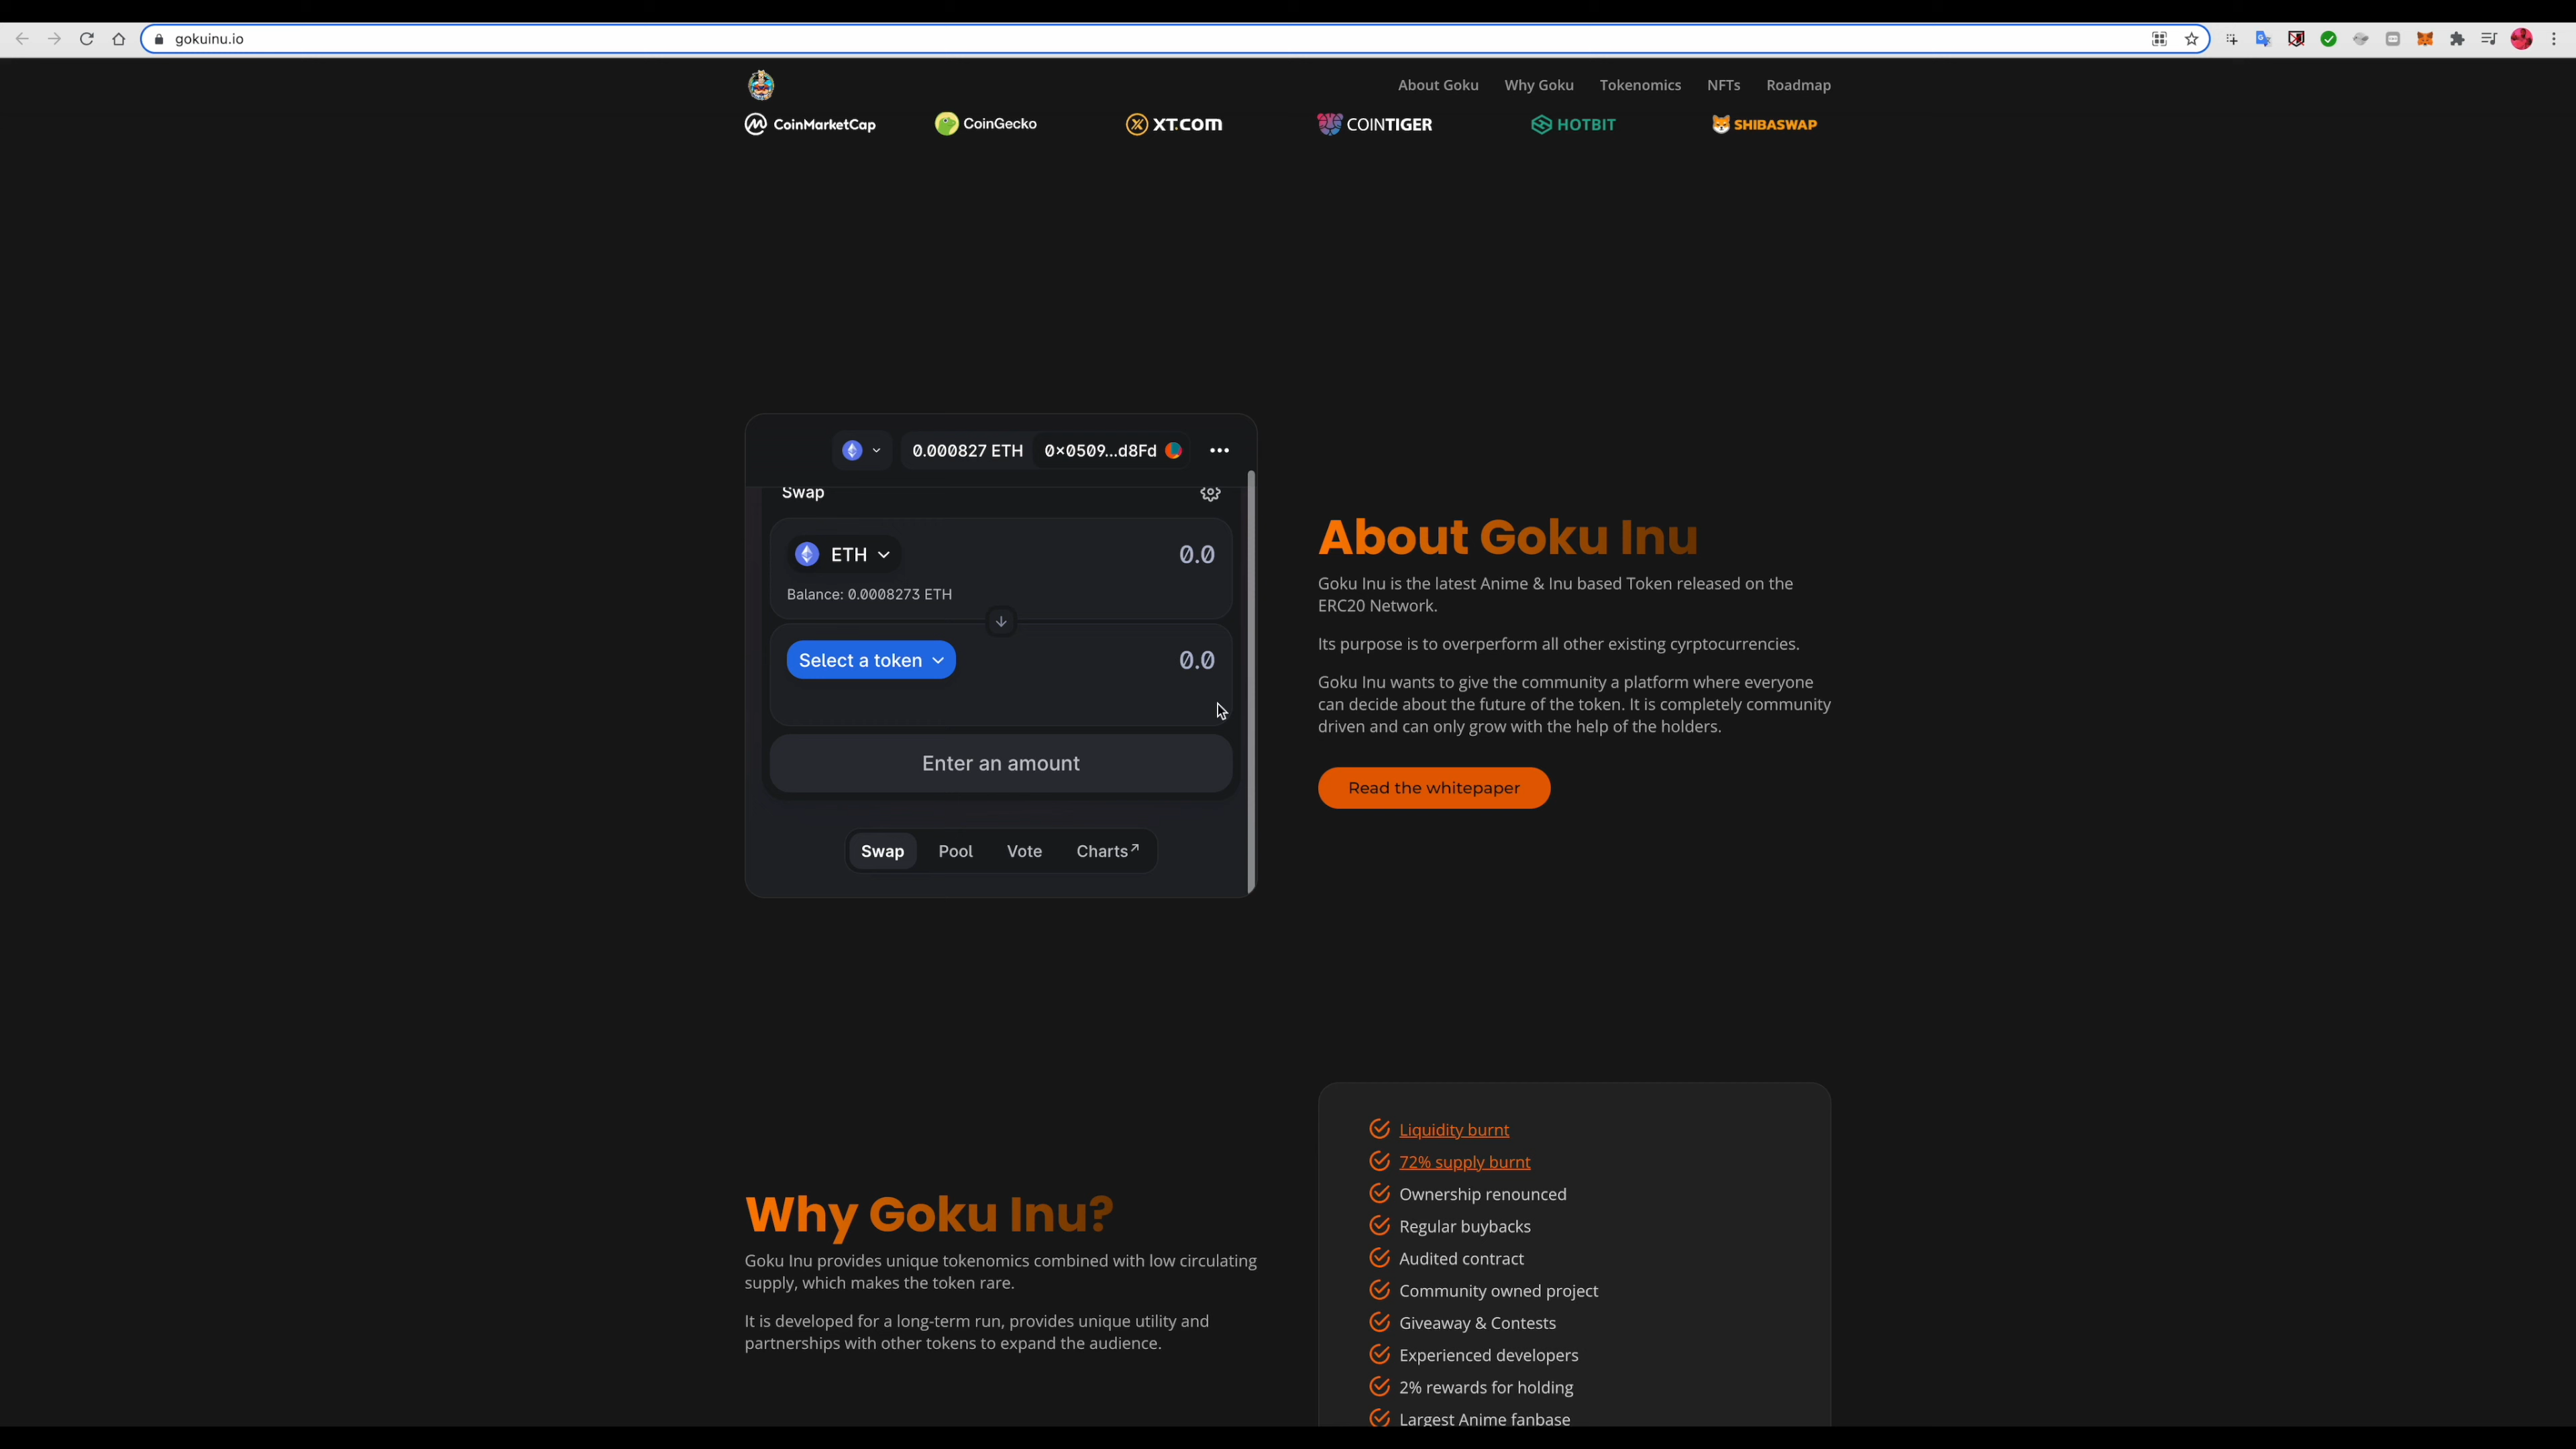 gokuinu.io
About Goku Why Goku Tokenomics NFTs Roadmap
CoinMarketCap CoinGecko XT.COM COINTIGER HOTBIT SHIBASWAP
0.000827 ETH 0x0509...d8Fd
Swap
ETH 0.0
Balance: 0.0008273 ETH
Select a token 0.0
Enter an amount
Swap Pool Vote Charts↗
About Goku Inu
Goku Inu is the latest Anime & Inu based Token released on the
ERC20 Network.
Its purpose is to overperform all other existing cyrptocurrencies.
Goku Inu wants to give the community a platform where everyone
can decide about the future of the token. It is completely community
driven and can only grow with the help of the holders.
Read the whitepaper
Why Goku Inu?
Goku Inu provides unique tokenomics combined with low circulating
supply, which makes the token rare.
It is developed for a long-term run, provides unique utility and
partnerships with other tokens to expand the audience.
Liquidity burnt
72% supply burnt
Ownership renounced
Regular buybacks
Audited contract
Community owned project
Giveaway & Contests
Experienced developers
2% rewards for holding
Largest Anime fanbase